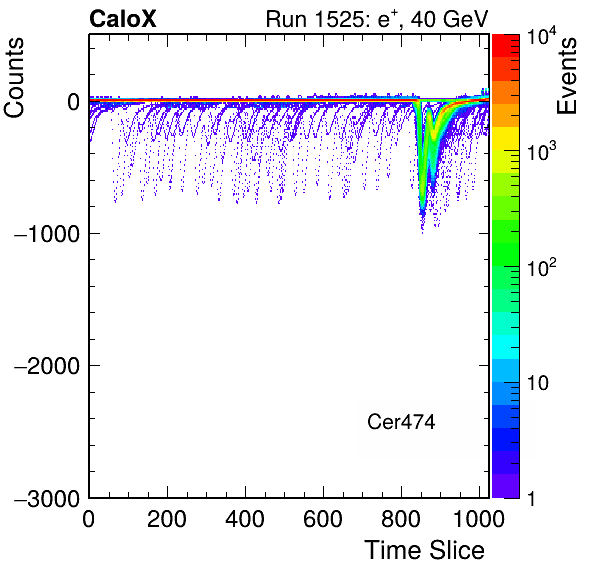 CaloX Run 1525: e⁺, 40 GeV
Counts
Events
0
−1000
−2000
−3000
10⁴
10³
10²
10
1
Cer474
0 200 400 600 800 1000
Time Slice